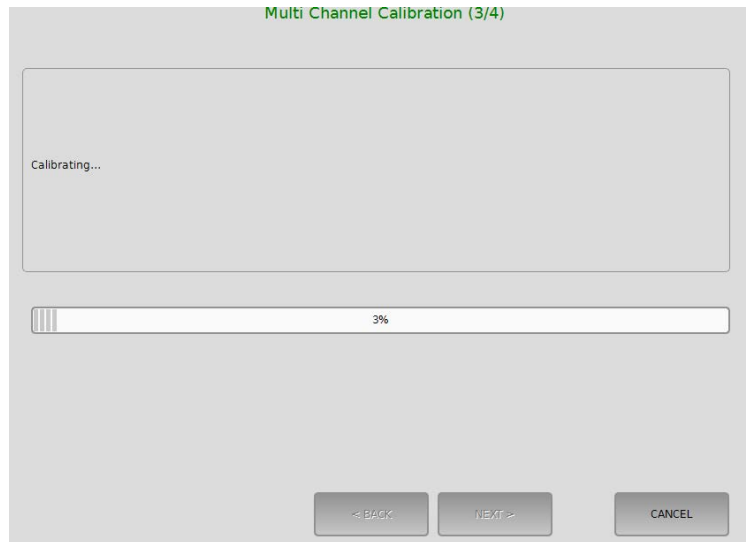 Multi Channel Calibration (3/4)
Calibrating...
3%
< BACK
NEXT >
CANCEL